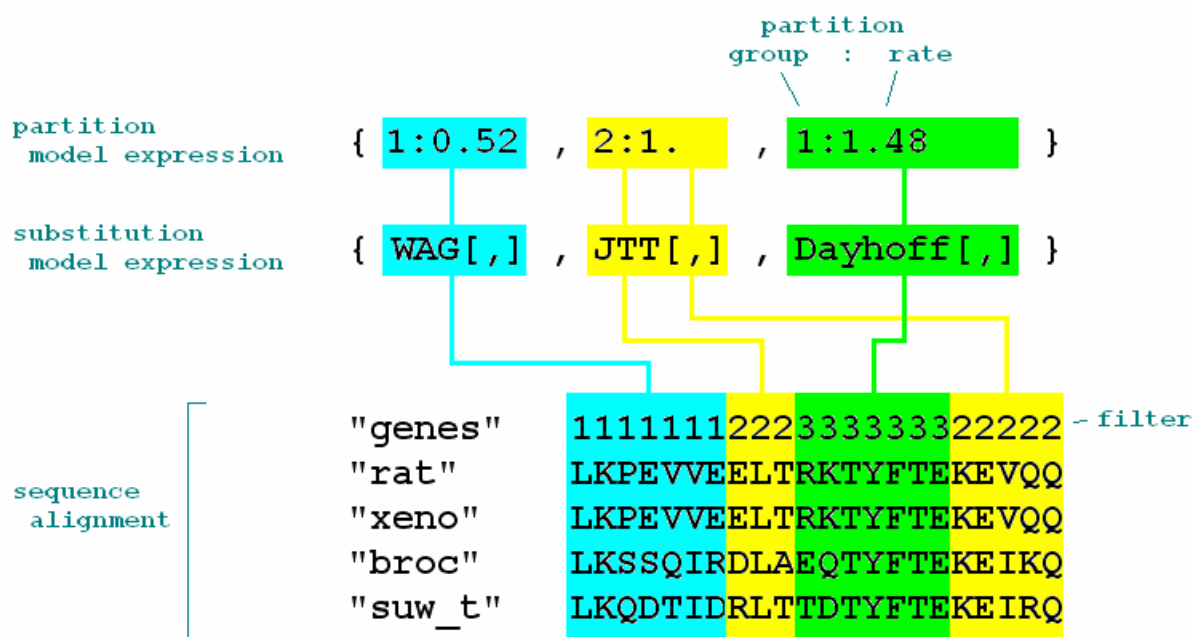 partition
group : rate
partition
model expression
{ 1:0.52 , 2:1. , 1:1.48 }
substitution
model expression
{ WAG[,] , JTT[,] , Dayhoff[,] }
"genes" 1111111222333333322222 filter
"rat" LKPEVVEELTRKTYFTEKEVQQ
sequence
alignment
"xeno" LKPEVVEELTRKTYFTEKEVQQ
"broc" LKSSQIRDLAEQTYFTEKEIKQ
"suw_t" LKQDTIDRLTTDTYFTEKEIRQ